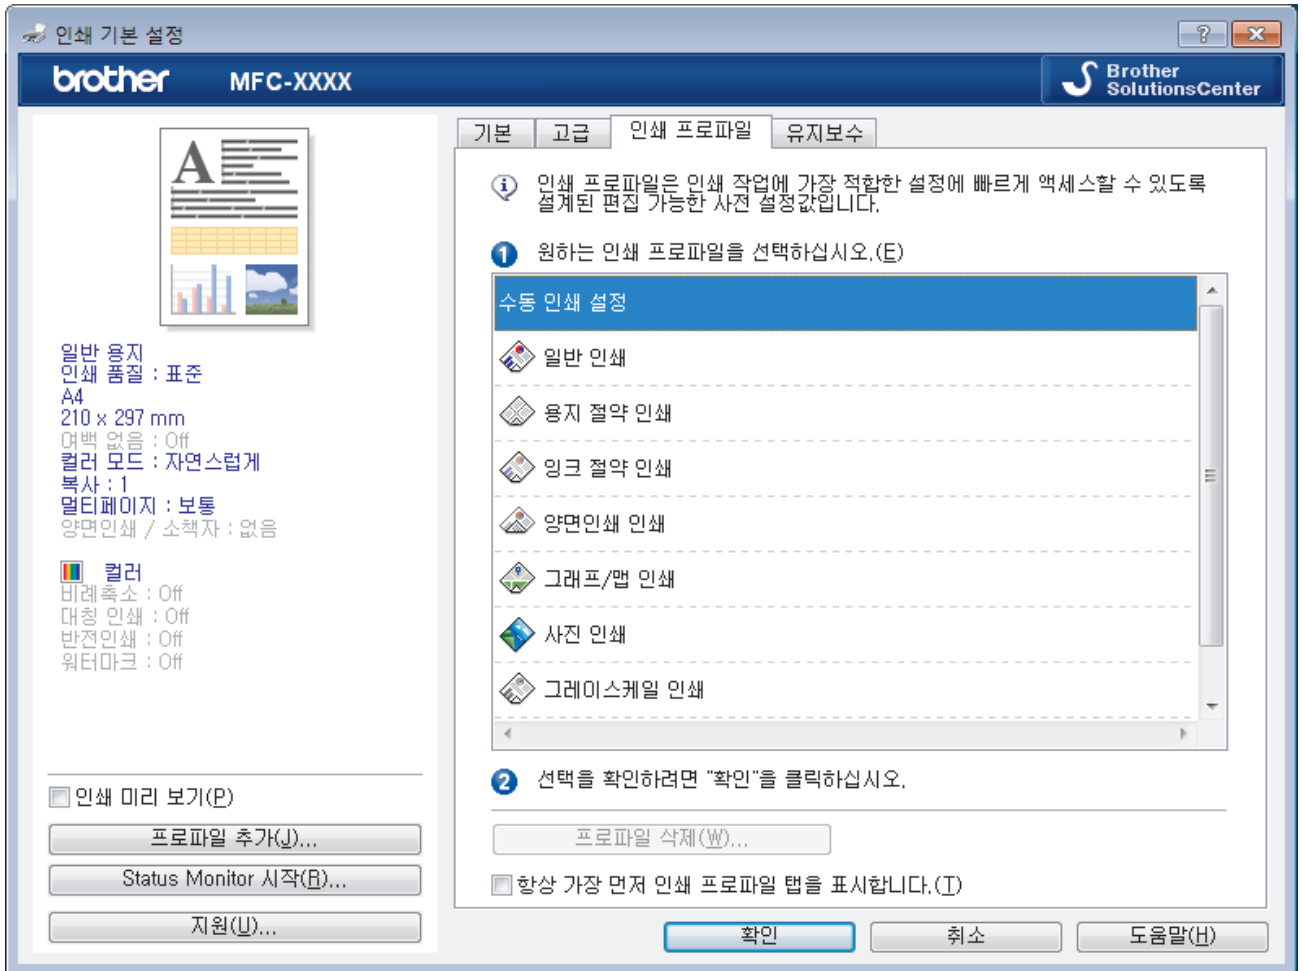 인쇄 기본 설정
brother MFC-XXXX
Brother
SolutionsCenter
A
일반 용지
인쇄 품질 : 표준
A4
210 x 297 mm
여백 없음 : Off
컬러 모드 : 자연스럽게
복사 : 1
멀티페이지 : 보통
양면인쇄 / 소책자 : 없음
컬러
비례축소 : Off
대칭 인쇄 : Off
반전인쇄 : Off
워터마크 : Off
인쇄 미리 보기(P)
프로파일 추가(J)...
Status Monitor 시작(R)...
지원(U)...
기본 고급 인쇄 프로파일 유지보수
인쇄 프로파일은 인쇄 작업에 가장 적합한 설정에 빠르게 액세스할 수 있도록
설계된 편집 가능한 사전 설정값입니다.
1 원하는 인쇄 프로파일을 선택하십시오.(E)
수동 인쇄 설정
일반 인쇄
용지 절약 인쇄
잉크 절약 인쇄
양면인쇄 인쇄
그래프/맵 인쇄
사진 인쇄
그레이스케일 인쇄
2 선택을 확인하려면 "확인"을 클릭하십시오.
프로파일 삭제(W)...
항상 가장 먼저 인쇄 프로파일 탭을 표시합니다.(T)
확인 취소 도움말(H)